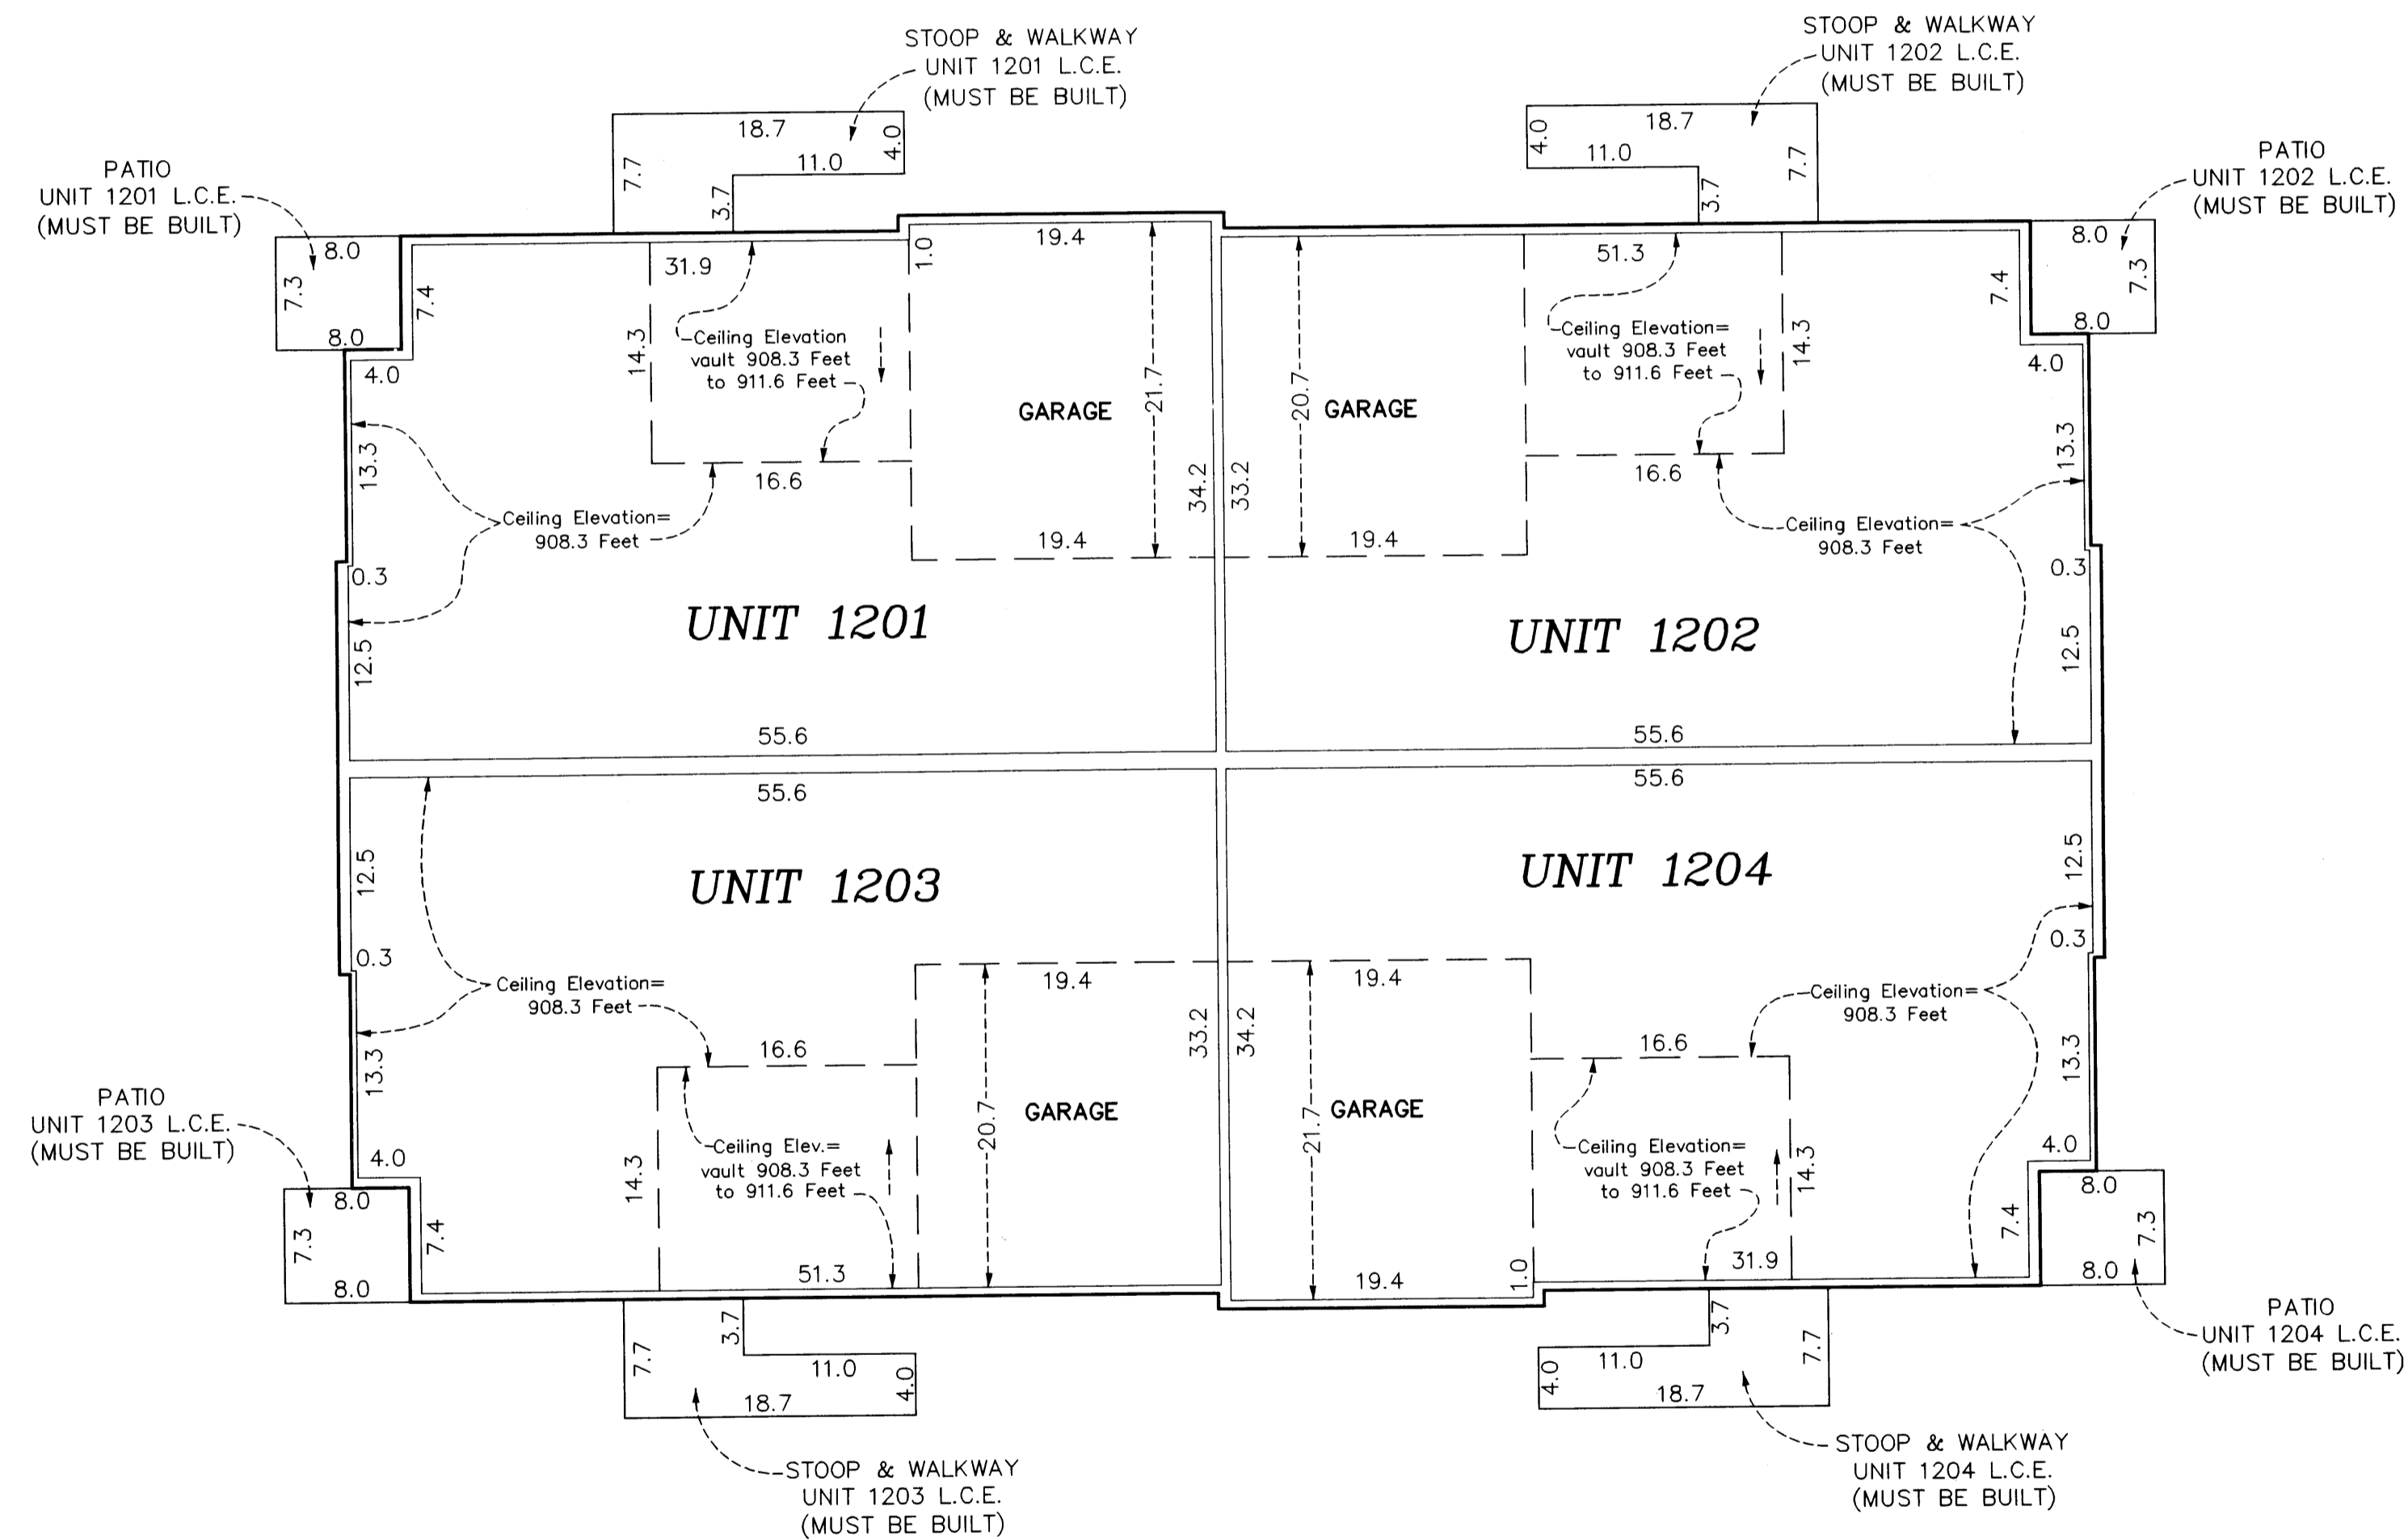 STOOP & WALKWAY
UNIT 1201 L.C.E.
(MUST BE BUILT)
STOOP & WALKWAY
UNIT 1202 L.C.E.
(MUST BE BUILT)
18.7
4.0
11.0
7.7
3.7
4.0
18.7
11.0
7.7
3.7
PATIO
UNIT 1201 L.C.E.
(MUST BE BUILT)
PATIO
UNIT 1202 L.C.E.
(MUST BE BUILT)
8.0
7.3
8.0
7.4
4.0
31.9
1.0
19.4
51.3
8.0
7.3
8.0
7.4
4.0
14.3
Ceiling Elevation
vault 908.3 Feet
to 911.6 Feet
21.7
GARAGE
20.7
GARAGE
Ceiling Elevation=
vault 908.3 Feet
to 911.6 Feet
14.3
13.3
16.6
34.2
33.2
16.6
13.3
Ceiling Elevation=
908.3 Feet
19.4
19.4
Ceiling Elevation=
908.3 Feet
0.3
0.3
UNIT 1201
UNIT 1202
12.5
12.5
55.6
55.6
55.6
55.6
12.5
12.5
UNIT 1203
UNIT 1204
0.3
0.3
Ceiling Elevation=
908.3 Feet
19.4
19.4
Ceiling Elevation=
908.3 Feet
13.3
16.6
33.2
34.2
16.6
13.3
20.7
GARAGE
21.7
GARAGE
14.3
Ceiling Elev.=
vault 908.3 Feet
to 911.6 Feet
Ceiling Elevation=
vault 908.3 Feet
to 911.6 Feet
14.3
PATIO
UNIT 1203 L.C.E.
(MUST BE BUILT)
4.0
8.0
7.3
8.0
7.4
51.3
19.4
1.0
31.9
4.0
7.4
8.0
7.3
8.0
PATIO
UNIT 1204 L.C.E.
(MUST BE BUILT)
3.7
7.7
11.0
4.0
18.7
3.7
7.7
11.0
4.0
18.7
STOOP & WALKWAY
UNIT 1203 L.C.E.
(MUST BE BUILT)
STOOP & WALKWAY
UNIT 1204 L.C.E.
(MUST BE BUILT)